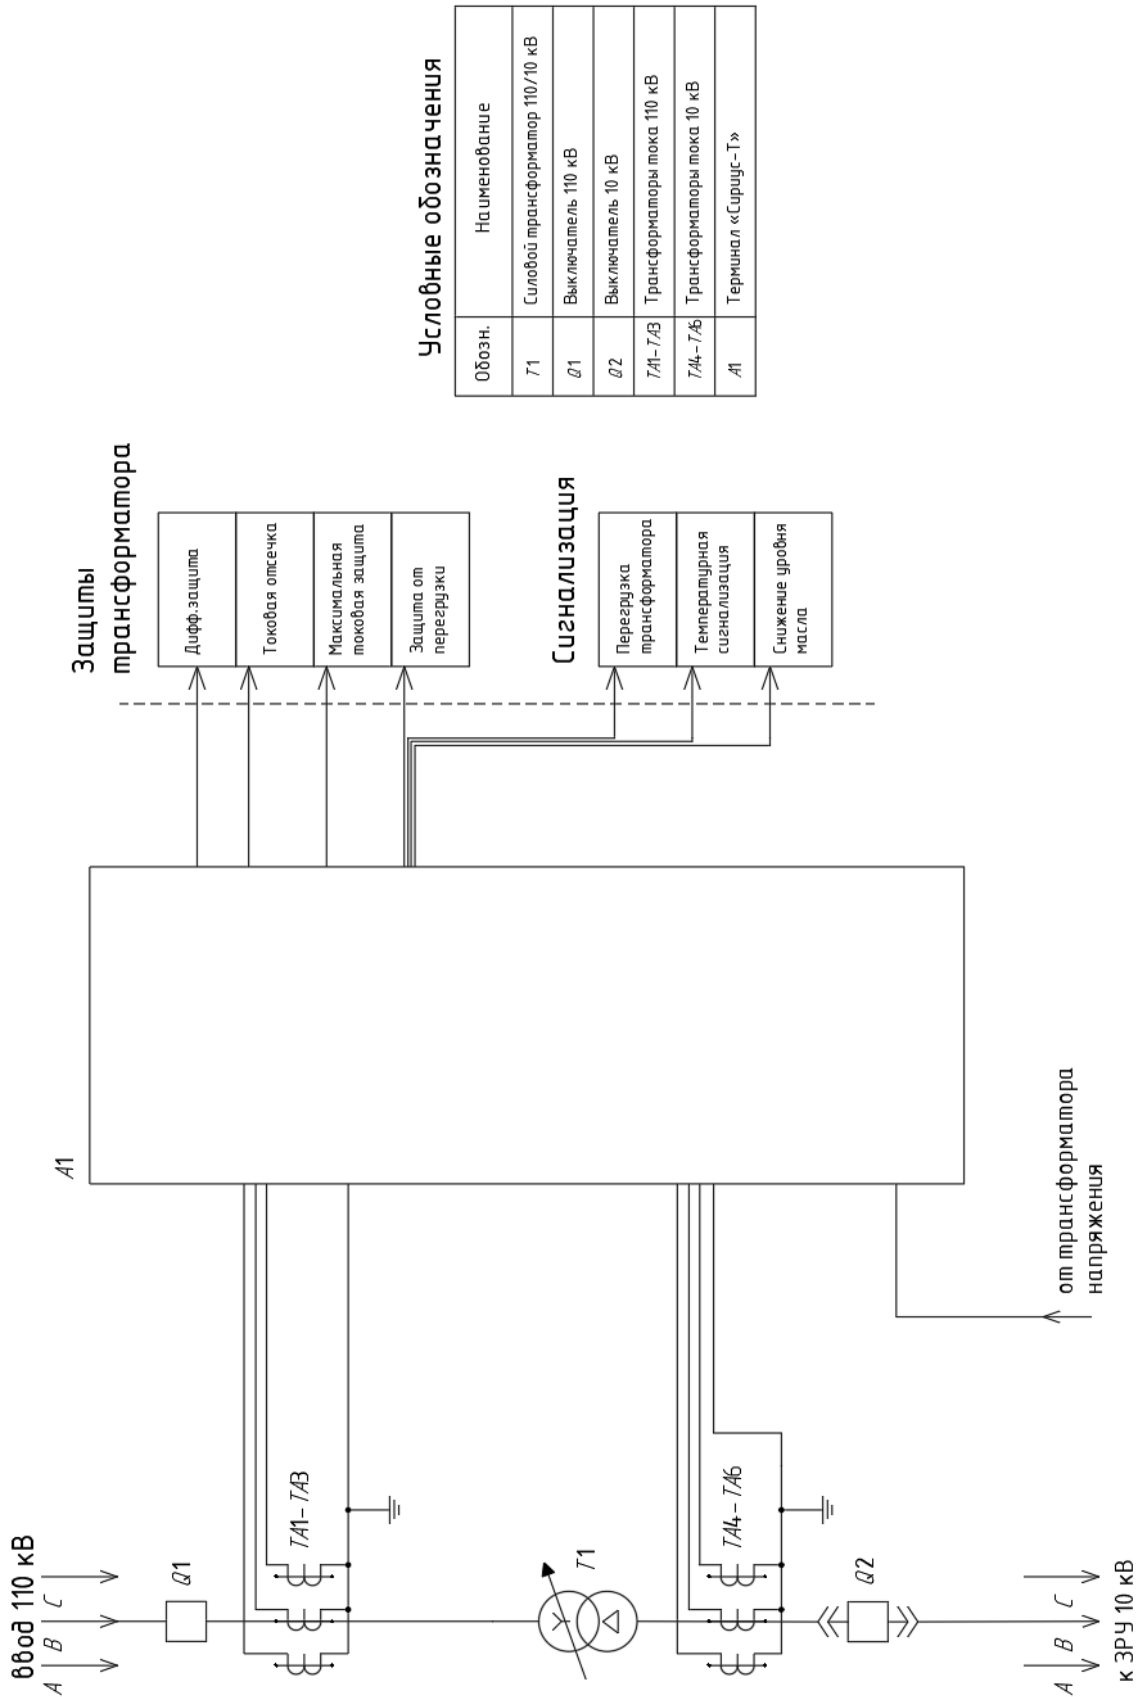 ввод 110 кВ
A
B
C
Q1
TA1-TA3
T1
TA4-TA6
Q2
A
B
C
к ЗРУ 10 кВ
от трансформатора
напряжения
A1
Защиты
трансформатора
Дифф.защита
Токовая отсечка
Максимальная
токовая защита
Защита от
перегрузки
Сигнализация
Перегрузка
трансформатора
Температурная
сигнализация
Снижение уровня
масла
Условные обозначения
Обозн. Наименование
T1 Силовой трансформатор 110/10 кВ
Q1 Выключатель 110 кВ
Q2 Выключатель 10 кВ
TA1-TA3 Трансформаторы тока 110 кВ
TA4-TA6 Трансформаторы тока 10 кВ
A1 Терминал «Сириус-Т»